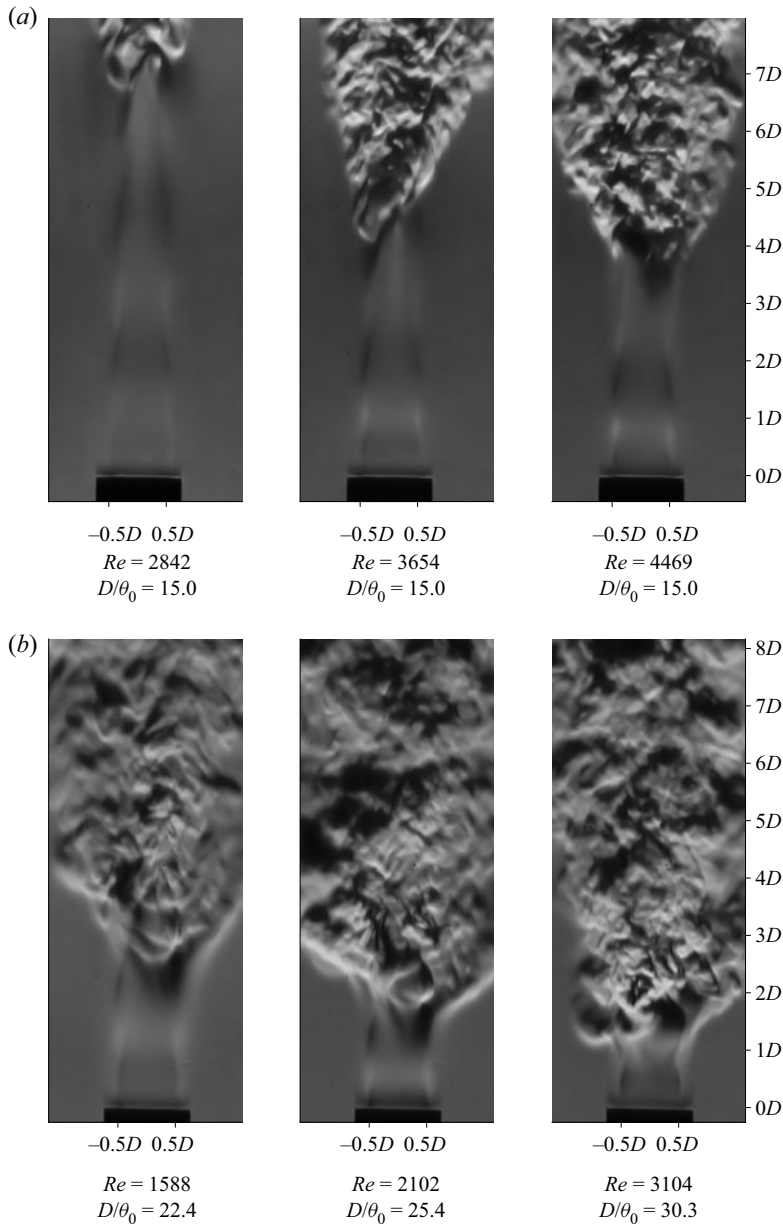 (a)
7D
6D
5D
4D
3D
2D
1D
0D
–0.5D 0.5D –0.5D 0.5D –0.5D 0.5D
Re = 2842 Re = 3654 Re = 4469
D/θ0 = 15.0 D/θ0 = 15.0 D/θ0 = 15.0
(b)
8D
7D
6D
5D
4D
3D
2D
1D
0D
–0.5D 0.5D –0.5D 0.5D –0.5D 0.5D
Re = 1588 Re = 2102 Re = 3104
D/θ0 = 22.4 D/θ0 = 25.4 D/θ0 = 30.3